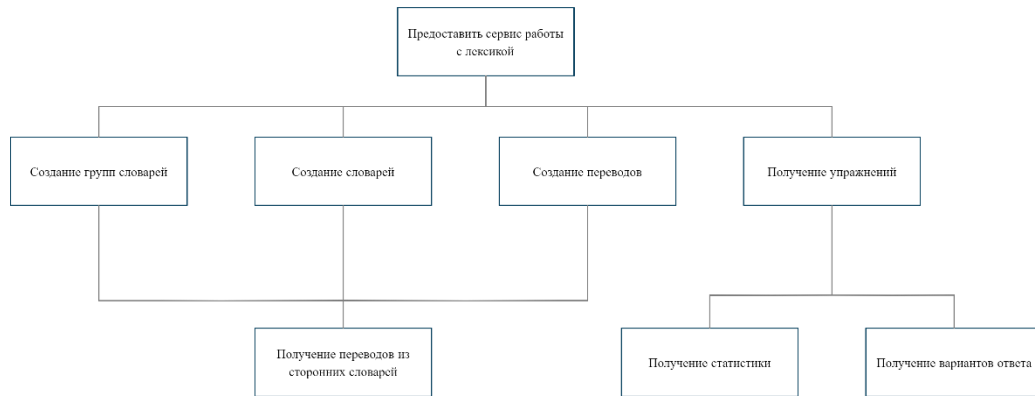 Предоставить сервис работы
с лексикой
Создание групп словарей
Создание словарей
Создание переводов
Получение упражнений
Получение переводов из
сторонних словарей
Получение статистики
Получение вариантов ответа